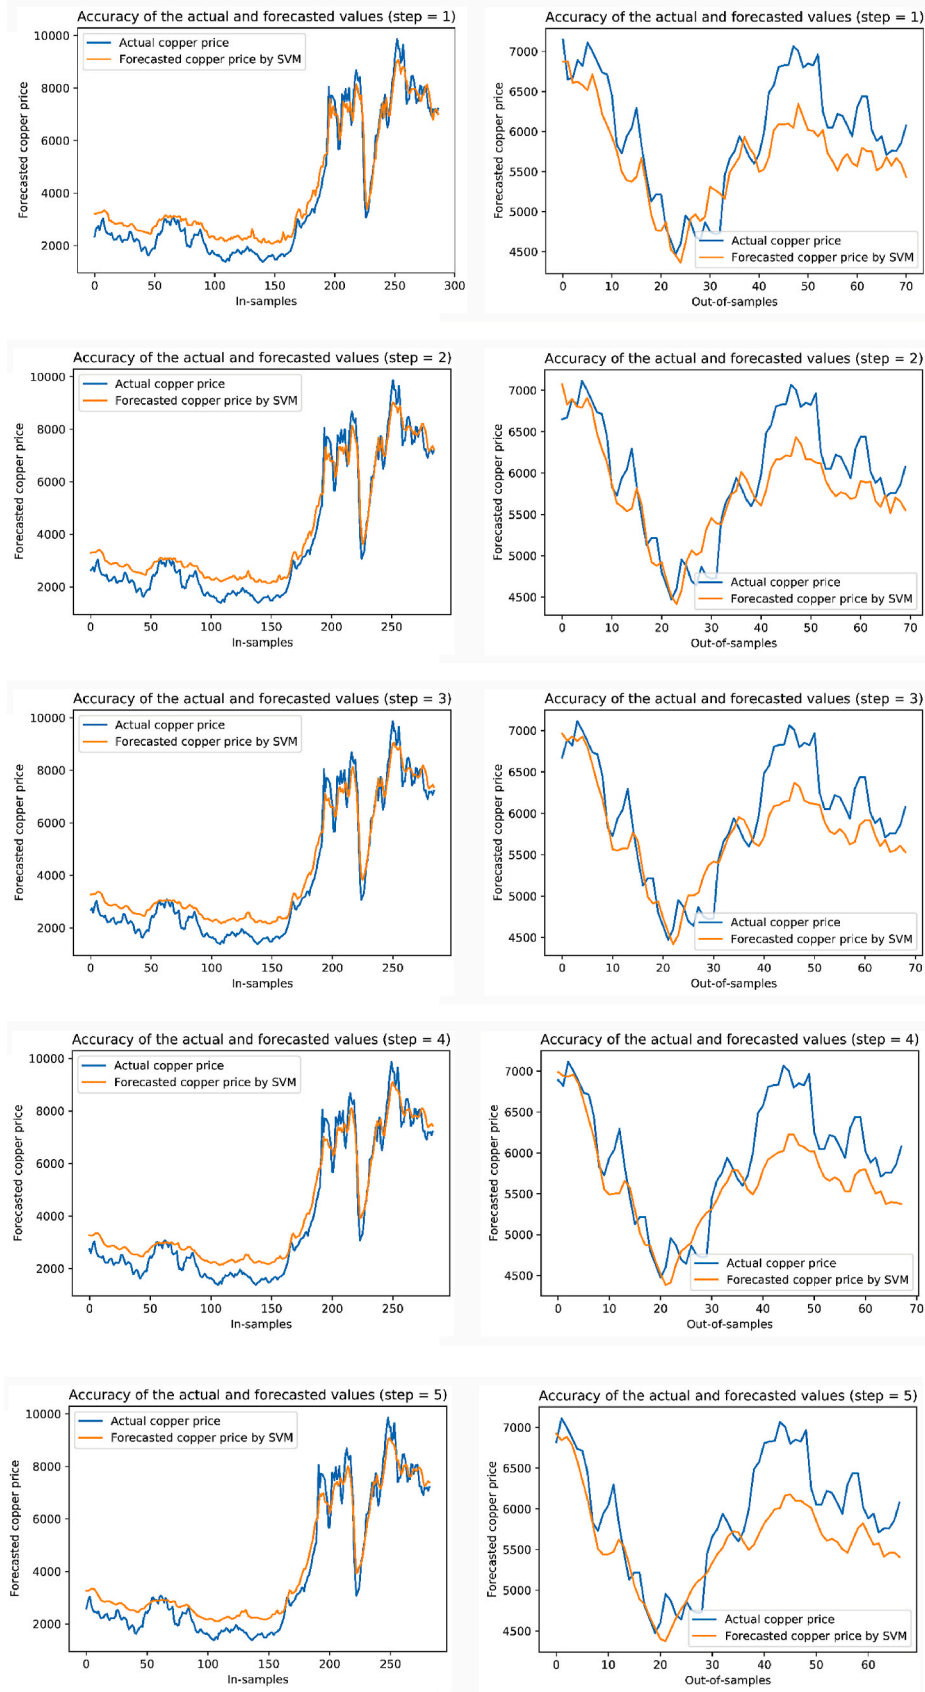 Accuracy of the actual and forecasted values (step = 1)
10000
8000
6000
4000
2000
Forecasted copper price
Actual copper price
Forecasted copper price by SVM
0 50 100 150 200 250 300
In-samples
Accuracy of the actual and forecasted values (step = 1)
7000
6500
6000
5500
5000
4500
Forecasted copper price
Actual copper price
Forecasted copper price by SVM
0 10 20 30 40 50 60 70
Out-of-samples
Accuracy of the actual and forecasted values (step = 2)
10000
8000
6000
4000
2000
Forecasted copper price
Actual copper price
Forecasted copper price by SVM
0 50 100 150 200 250
In-samples
Accuracy of the actual and forecasted values (step = 2)
7000
6500
6000
5500
5000
4500
Forecasted copper price
Actual copper price
Forecasted copper price by SVM
0 10 20 30 40 50 60 70
Out-of-samples
Accuracy of the actual and forecasted values (step = 3)
10000
8000
6000
4000
2000
Forecasted copper price
Actual copper price
Forecasted copper price by SVM
0 50 100 150 200 250
In-samples
Accuracy of the actual and forecasted values (step = 3)
7000
6500
6000
5500
5000
4500
Forecasted copper price
Actual copper price
Forecasted copper price by SVM
0 10 20 30 40 50 60 70
Out-of-samples
Accuracy of the actual and forecasted values (step = 4)
10000
8000
6000
4000
2000
Forecasted copper price
Actual copper price
Forecasted copper price by SVM
0 50 100 150 200 250
In-samples
Accuracy of the actual and forecasted values (step = 4)
7000
6500
6000
5500
5000
4500
Forecasted copper price
Actual copper price
Forecasted copper price by SVM
0 10 20 30 40 50 60 70
Out-of-samples
Accuracy of the actual and forecasted values (step = 5)
10000
8000
6000
4000
2000
Forecasted copper price
Actual copper price
Forecasted copper price by SVM
0 50 100 150 200 250
In-samples
Accuracy of the actual and forecasted values (step = 5)
7000
6500
6000
5500
5000
4500
Forecasted copper price
Actual copper price
Forecasted copper price by SVM
0 10 20 30 40 50 60
Out-of-samples